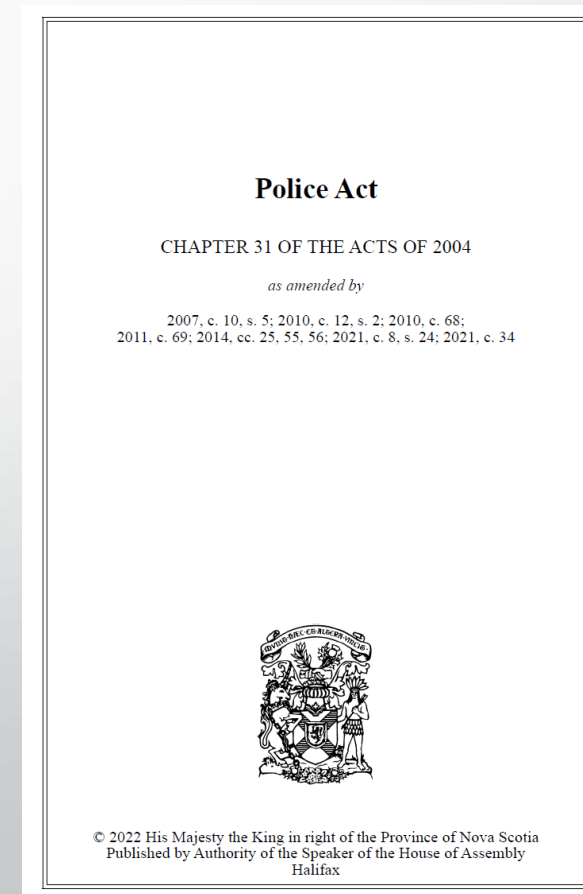 Police Act
CHAPTER 31 OF THE ACTS OF 2004
as amended by
2007, c. 10, s. 5; 2010, c. 12, s. 2; 2010, c. 68;
2011, c. 69; 2014, cc. 25, 55, 56; 2021, c. 8, s. 24; 2021, c. 34
© 2022 His Majesty the King in right of the Province of Nova Scotia
Published by Authority of the Speaker of the House of Assembly
Halifax